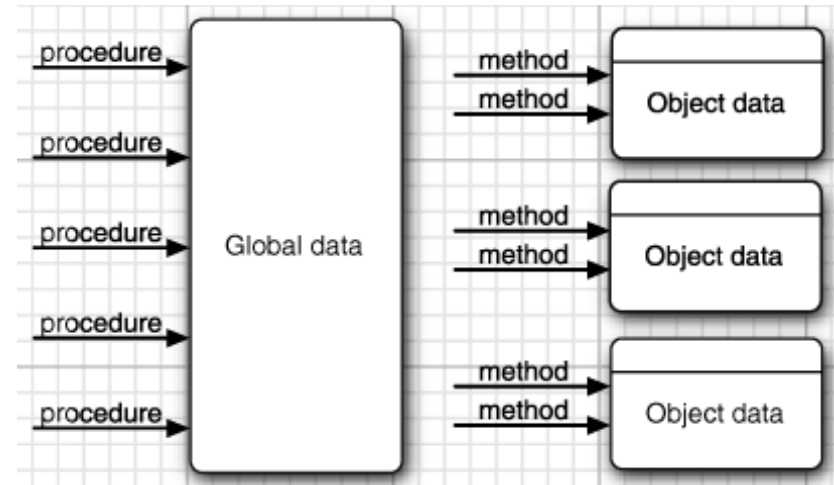 procedure
procedure
procedure
procedure
procedure
Global data
method
method
Object data
method
method
Object data
method
method
Object data